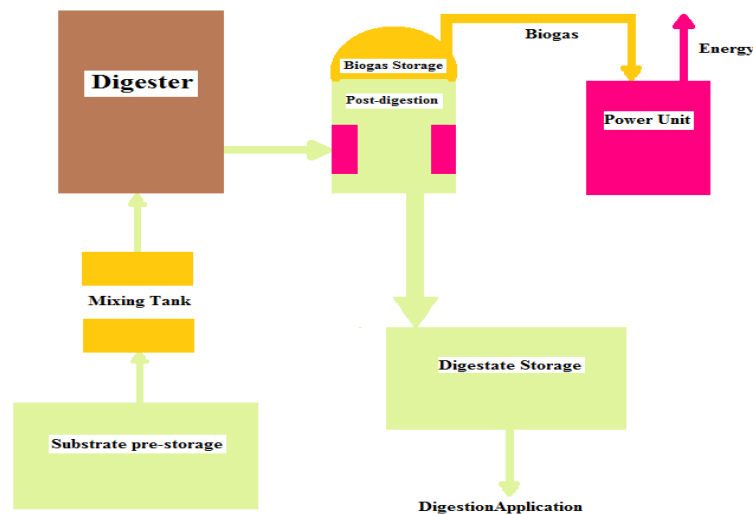 Digester
Biogas Storage
Biogas
Energy
Post-digestion
Power Unit
Mixing Tank
Digestate Storage
Substrate pre-storage
DigestionApplication